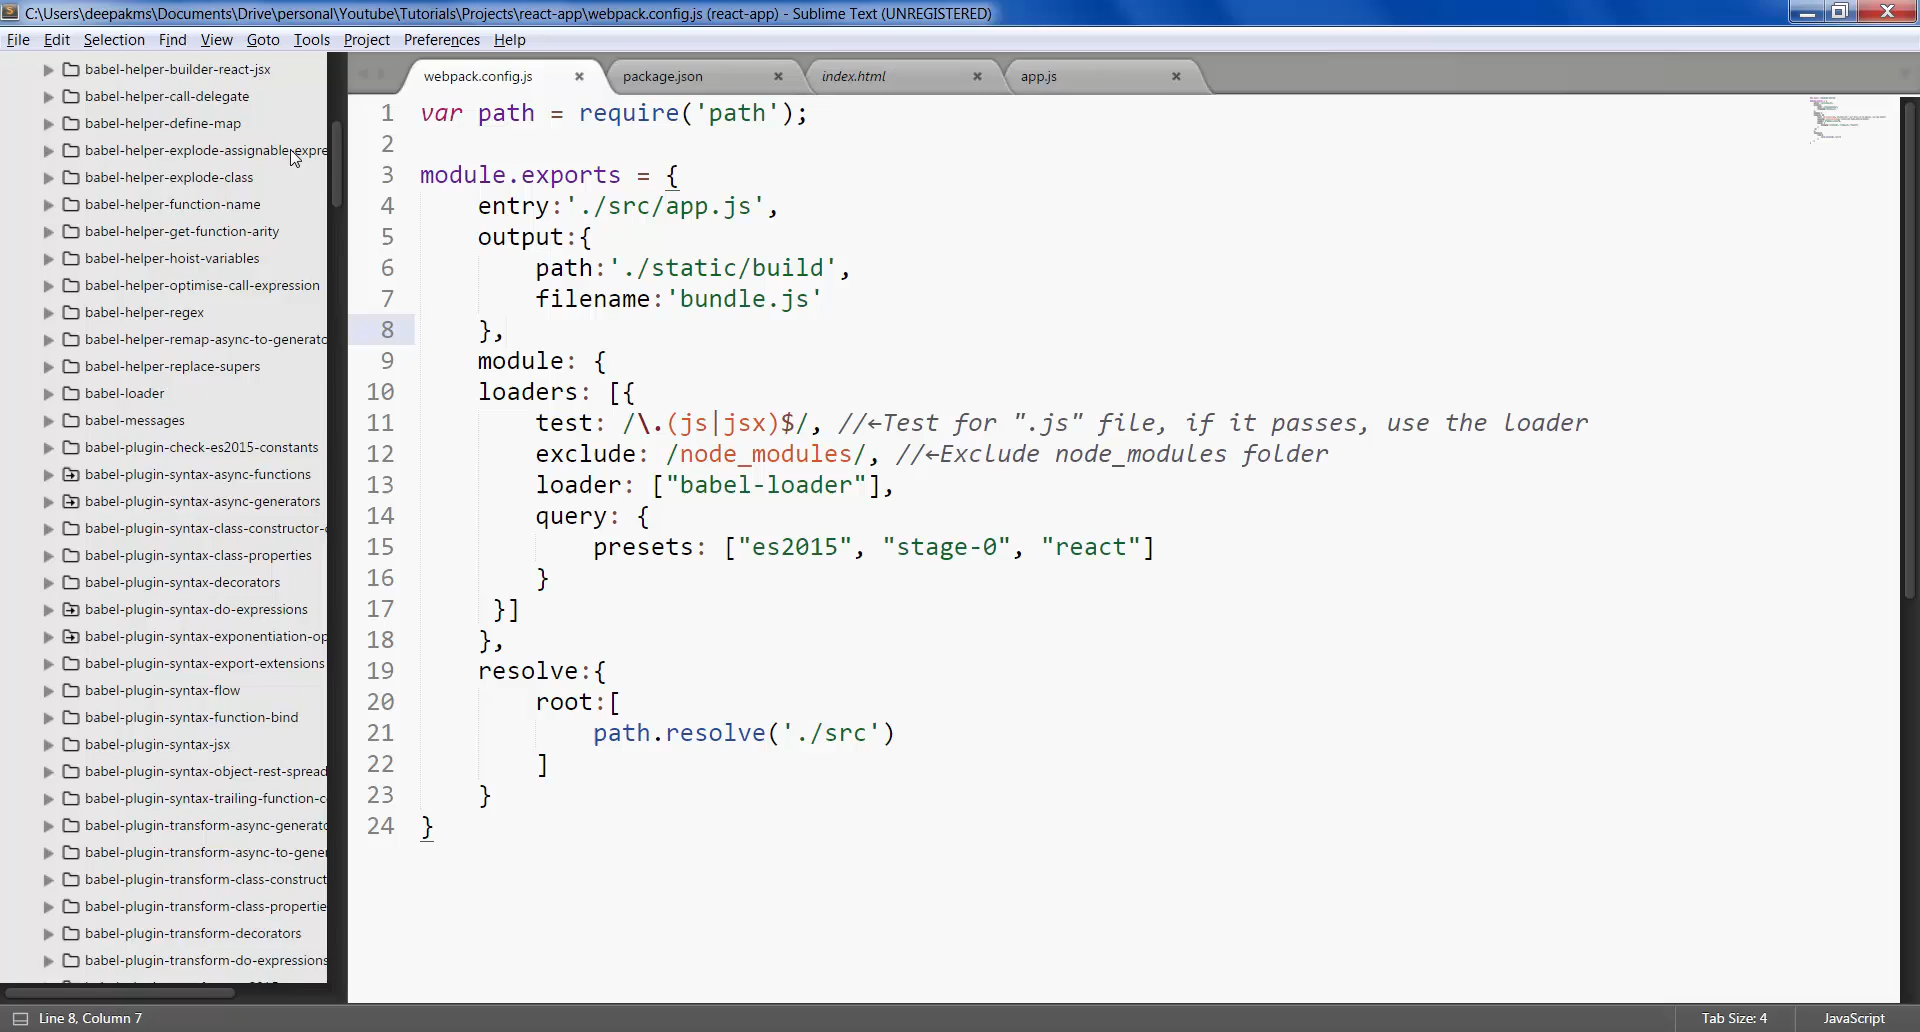 C:\Users\deepakms\Documents\Drive\personal\Youtube\Tutorials\Projects\react-app\webpack.config.js (react-app) - Sublime Text (UNREGISTERED)
File Edit Selection Find View Goto Tools Project Preferences Help
babel-helper-builder-react-jsx
babel-helper-call-delegate
babel-helper-define-map
babel-helper-explode-assignable-expre
babel-helper-explode-class
babel-helper-function-name
babel-helper-get-function-arity
babel-helper-hoist-variables
babel-helper-optimise-call-expression
babel-helper-regex
babel-helper-remap-async-to-generato
babel-helper-replace-supers
babel-loader
babel-messages
babel-plugin-check-es2015-constants
babel-plugin-syntax-async-functions
babel-plugin-syntax-async-generators
babel-plugin-syntax-class-constructor-c
babel-plugin-syntax-class-properties
babel-plugin-syntax-decorators
babel-plugin-syntax-do-expressions
babel-plugin-syntax-exponentiation-op
babel-plugin-syntax-export-extensions
babel-plugin-syntax-flow
babel-plugin-syntax-function-bind
babel-plugin-syntax-jsx
babel-plugin-syntax-object-rest-spread
babel-plugin-syntax-trailing-function-c
babel-plugin-transform-async-generato
babel-plugin-transform-async-to-gener
babel-plugin-transform-class-construct
babel-plugin-transform-class-propertie
babel-plugin-transform-decorators
babel-plugin-transform-do-expressions
webpack.config.js package.json index.html app.js
1 var path = require('path');
2
3 module.exports = {
4 entry:'./src/app.js',
5 output:{
6 path:'./static/build',
7 filename:'bundle.js'
8 },
9 module: {
10 loaders: [{
11 test: /\.(js|jsx)$/, //←Test for ".js" file, if it passes, use the loader
12 exclude: /node_modules/, //←Exclude node_modules folder
13 loader: ["babel-loader"],
14 query: {
15 presets: ["es2015", "stage-0", "react"]
16 }
17 }]
18 },
19 resolve:{
20 root:[
21 path.resolve('./src')
22 ]
23 }
24 }
Line 8, Column 7 Tab Size: 4 JavaScript